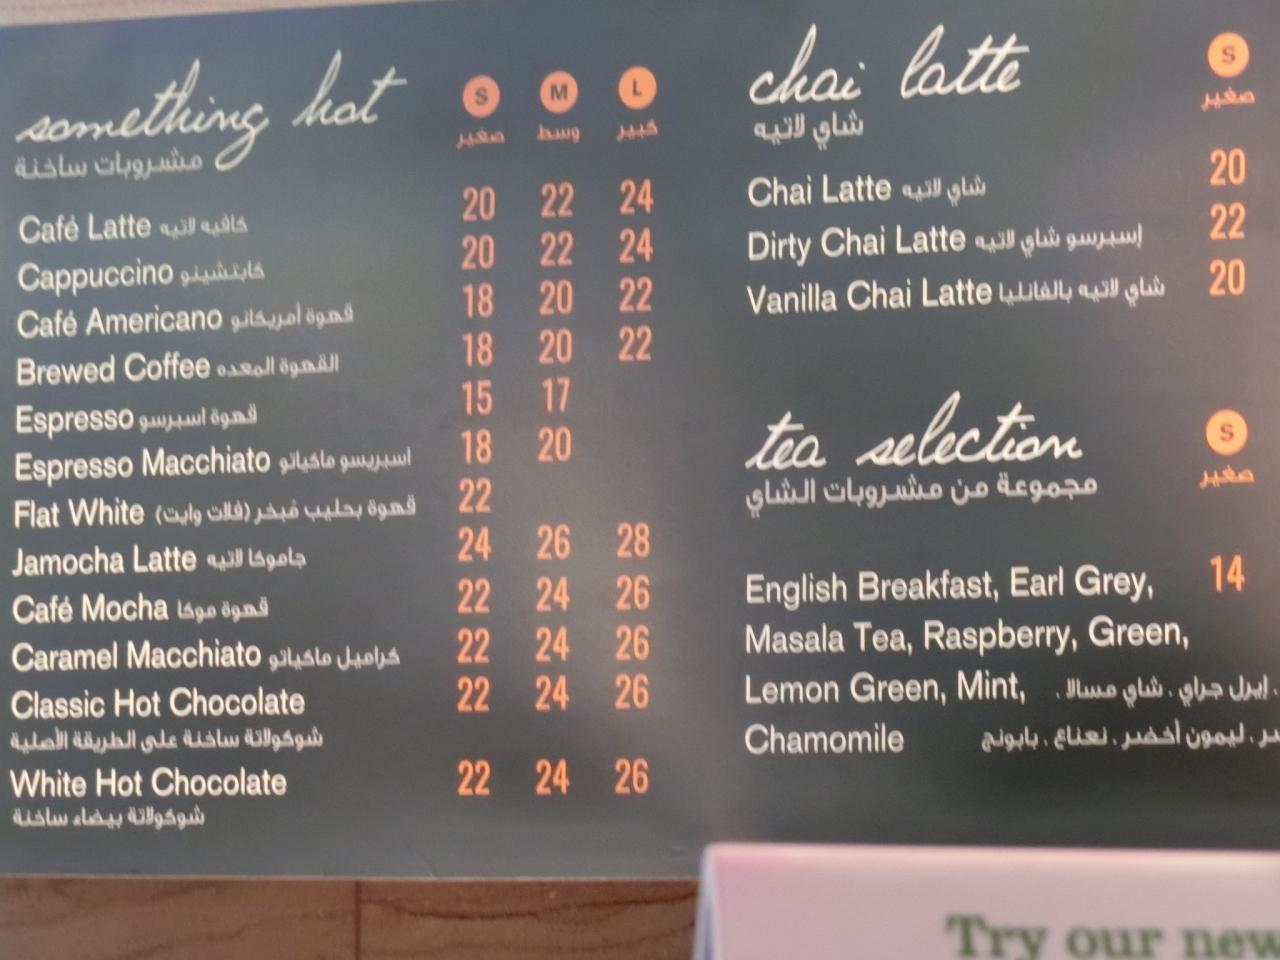 something hot S M L
مشروبات ساخنة صغير وسط كبير
Café Latte كافيه لاتيه 20 22 24
Cappuccino كابتشينو 20 22 24
Café Americano قهوة أمريكانو 18 20 22
Brewed Coffee القهوة المعده 18 20 22
Espresso قهوة اسبرسو 15 17
Espresso Macchiato اسبريسو ماكياتو 18 20
Flat White قهوة بحليب مُبخر (فلات وايت) 22
Jamocha Latte جاموكا لاتيه 24 26 28
Café Mocha قهوة موكا 22 24 26
Caramel Macchiato كراميل ماكياتو 22 24 26
Classic Hot Chocolate 22 24 26
شوكولاتة ساخنة على الطريقة الأصلية
White Hot Chocolate 22 24 26
شوكولاتة بيضاء ساخنة
chai latte S
شاي لاتيه صغير
Chai Latte شاي لاتيه 20
Dirty Chai Latte إسبرسو شاي لاتيه 22
Vanilla Chai Latte شاي لاتيه بالفانليا 20
tea selection S
مجموعة من مشروبات الشاي صغير
English Breakfast, Earl Grey, 14
Masala Tea, Raspberry, Green,
Lemon Green, Mint, . إيرل جراي . شاي مسالا .
Chamomile . ليمون أخضر . نعناع . بابونج
Try our new